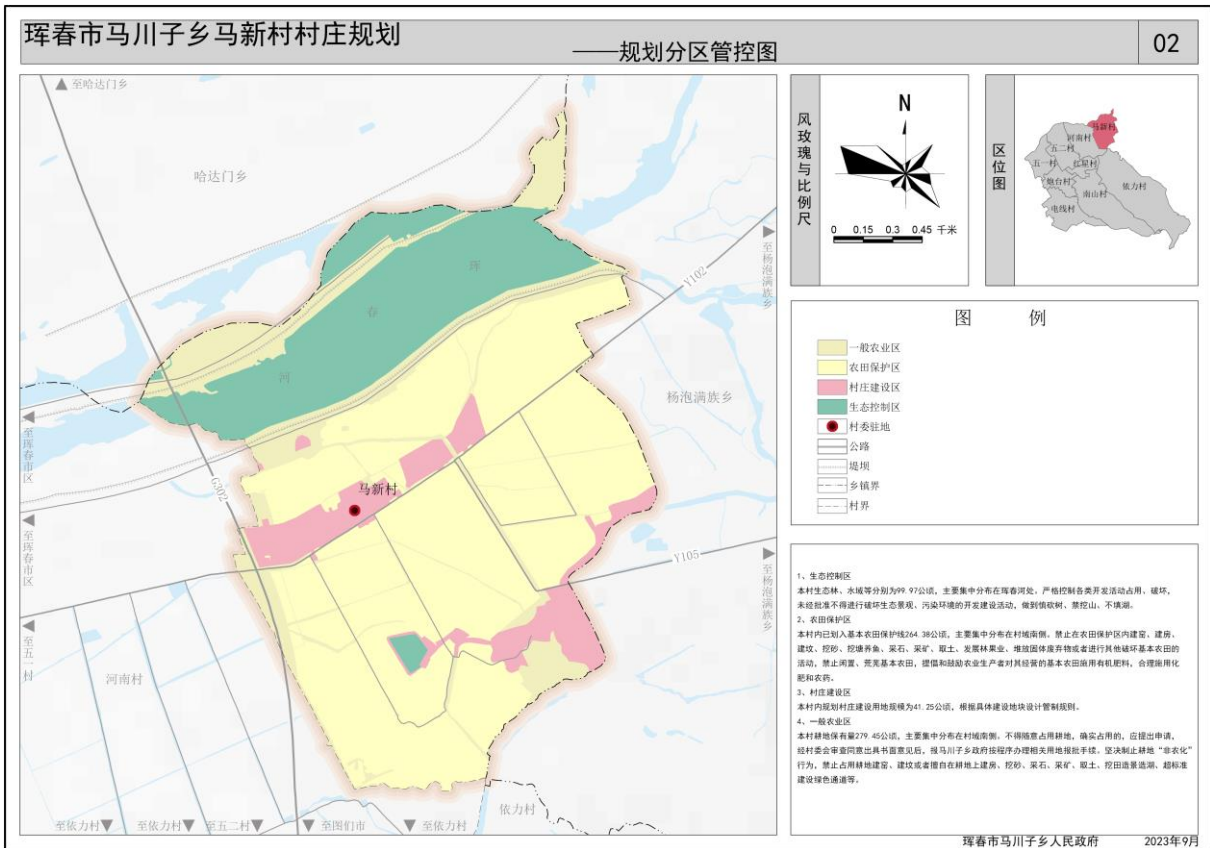 珲春市马川子乡马新村村庄规划
——规划分区管控图
02
至哈达门乡
哈达门乡
珲
春
河
Y102
至杨泡满族乡
杨泡满族乡
至珲春市区
G302
马新村
至珲春市区
Y105
至杨泡满族乡
至五一村
河南村
依力村
至依力村
至依力村
至五二村
至图们市
至依力村
风玫瑰与比例尺
N
0 0.15 0.3 0.45 千米
区位图
马新村
河南村
五二村
五一村
红星村
炮台村
依力村
南山村
电线村
图 例
一般农业区
农田保护区
村庄建设区
生态控制区
村委驻地
公路
堤坝
乡镇界
村界
1、生态控制区
本村生态林、水域等分别为99.97公顷，主要集中分布在珲春河处。严格控制各类开发活动占用、破坏，
未经批准不得进行破坏生态景观、污染环境的开发建设活动，做到慎砍树、禁挖山、不填湖。
2、农田保护区
本村内已划入基本农田保护线264.38公顷，主要集中分布在村域南侧。禁止在农田保护区内建窑、建房、
建坟、挖砂、挖塘养鱼、采石、采矿、取土、发展林果业、堆放固体废弃物或者进行其他破坏基本农田的
活动，禁止闲置、荒芜基本农田，提倡和鼓励农业生产者对其经营的基本农田施用有机肥料，合理施用化
肥和农药。
3、村庄建设区
本村内规划村庄建设用地规模为41.25公顷，根据具体建设地块设计管制规则。
4、一般农业区
本村耕地保有量279.45公顷，主要集中分布在村域南侧。不得随意占用耕地，确实占用的，应提出申请，
经村委会审查同意出具书面意见后，报马川子乡政府按程序办理相关用地报批手续。坚决制止耕地“非农化”
行为，禁止占用耕地建窑、建坟或者擅自在耕地上建房、挖砂、采石、采矿、取土、挖田造景造湖、超标准
建设绿色通道等。
珲春市马川子乡人民政府 2023年9月